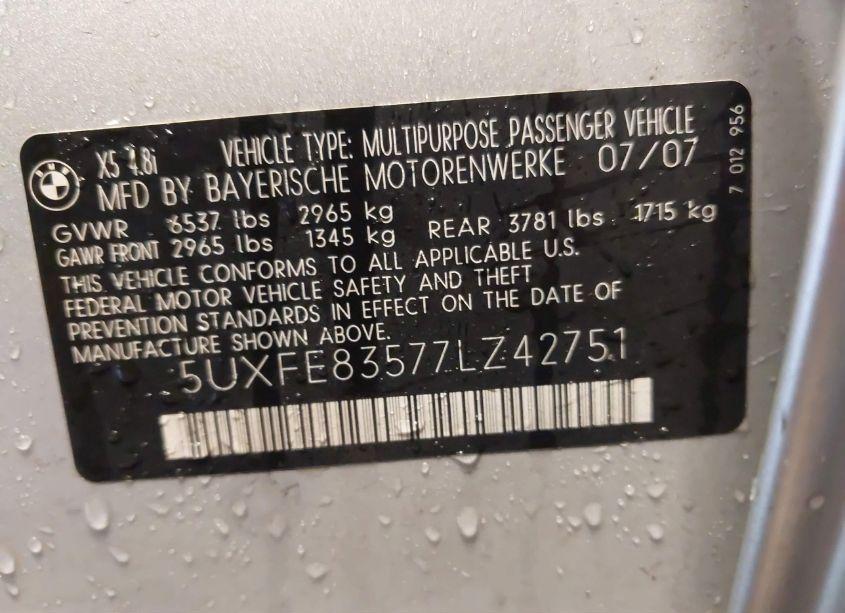 BMW
X5 4.8i VEHICLE TYPE: MULTIPURPOSE PASSENGER VEHICLE
MFD BY BAYERISCHE MOTORENWERKE 07/07
GVWR 6537 lbs 2965 kg
GAWR FRONT 2965 lbs 1345 kg REAR 3781 lbs 1715 kg
THIS VEHICLE CONFORMS TO ALL APPLICABLE U.S.
FEDERAL MOTOR VEHICLE SAFETY AND THEFT
PREVENTION STANDARDS IN EFFECT ON THE DATE OF
MANUFACTURE SHOWN ABOVE.
5UXFE83577LZ42751
7 012 956